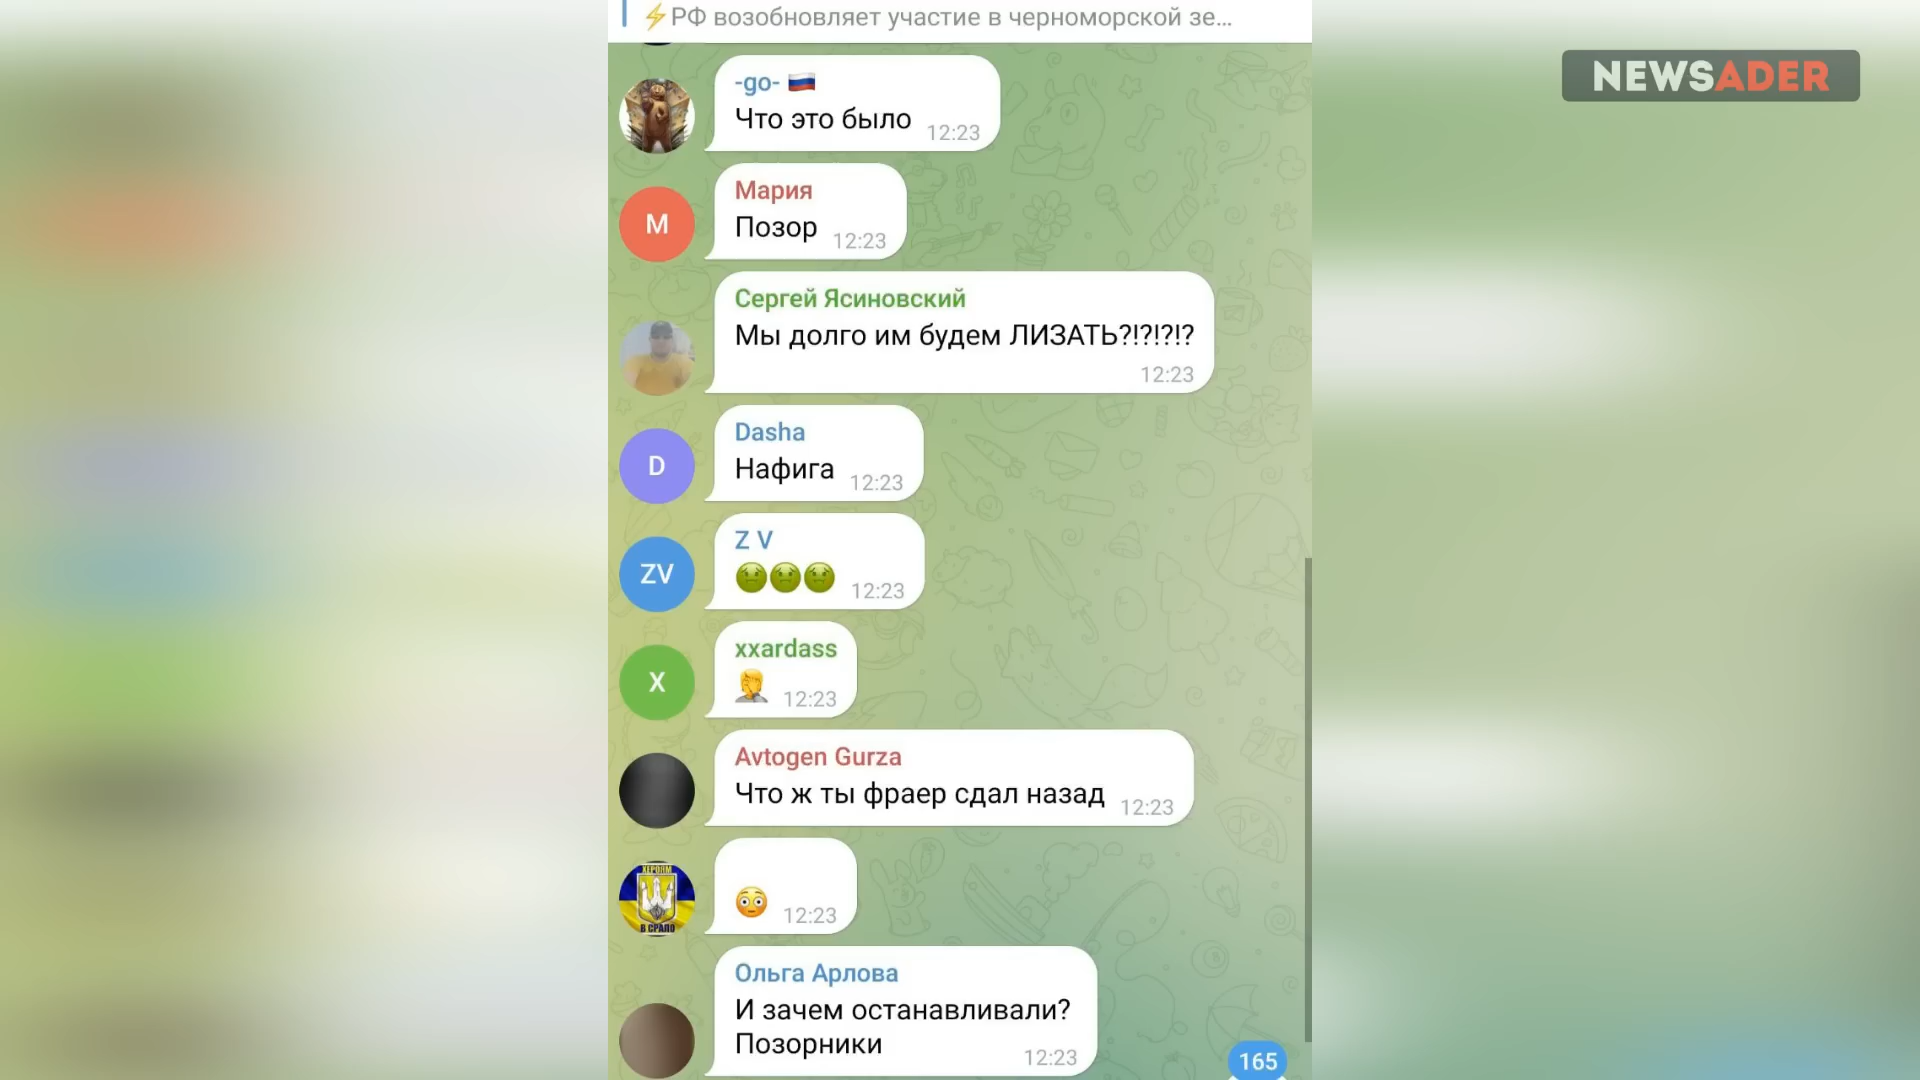 ⚡РФ возобновляет участие в черноморской зе...
NEWSADER
-go- 🇷🇺
Что это было 12:23
М
Мария
Позор 12:23
Сергей Ясиновский
Мы долго им будем ЛИЗАТЬ?!?!?!?
12:23
D
Dasha
Нафига 12:23
ZV
Z V
🤢🤢🤢 12:23
X
xxardass
🤦 12:23
Avtogen Gurza
Что ж ты фраер сдал назад 12:23
ХЕРОЯМ
В СРАЛО
😳 12:23
Ольга Арлова
И зачем останавливали?
Позорники 12:23
165